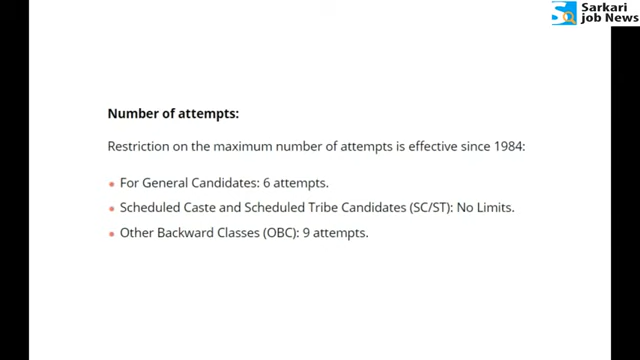 Sarkari
job News
Number of attempts:
Restriction on the maximum number of attempts is effective since 1984:
For General Candidates: 6 attempts.
Scheduled Caste and Scheduled Tribe Candidates (SC/ST): No Limits.
Other Backward Classes (OBC): 9 attempts.